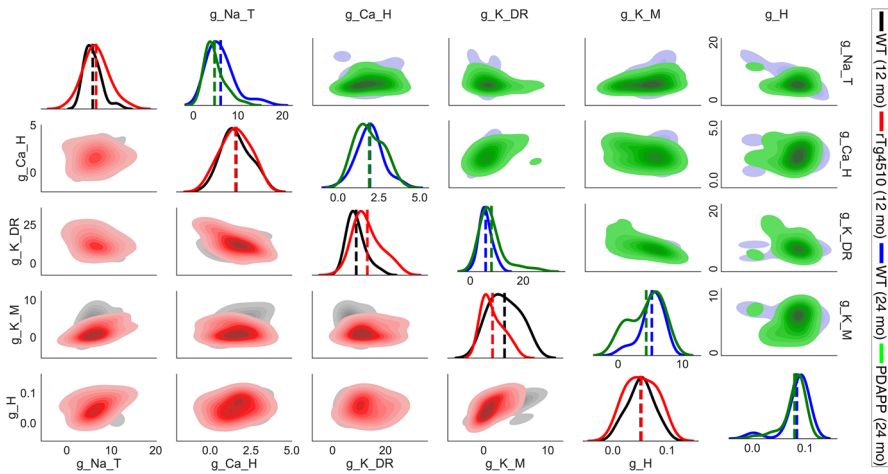 g_Na_T g_Ca_H g_K_DR g_K_M g_H
20
0
g_Na_T
0 10 20
5
0
g_Ca_H
5.0
0.0
g_Ca_H
0.0 2.5 5.0
25
0
g_K_DR
20
0
g_K_DR
0 20
10
0
g_K_M
10
0
g_K_M
0 10
0.1
0.0
g_H
0 10 20
0.0 2.5 5.0
0 20
0 10
0.0 0.1
0.0 0.1
g_Na_T g_Ca_H g_K_DR g_K_M g_H
WT (12 mo) rTg4510 (12 mo) WT (24 mo) PDAPP (24 mo)